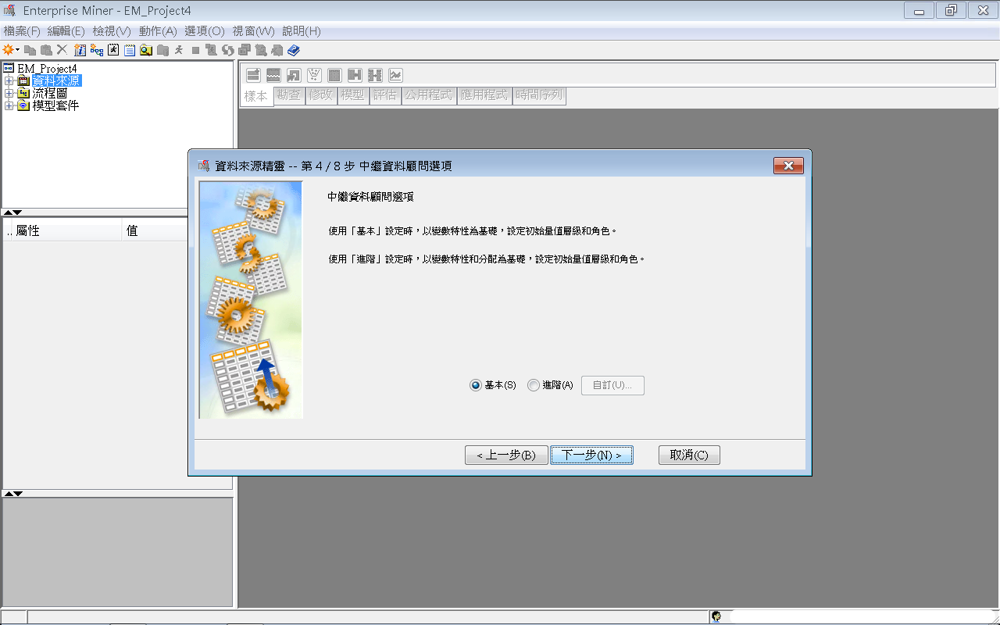 Enterprise Miner - EM_Project4
檔案(F) 編輯(E) 檢視(V) 動作(A) 選項(O) 視窗(W) 說明(H)
EM_Project4
資料來源
流程圖
模型套件
樣本 勘查 修改 模型 評估 公用程式 應用程式 時間序列
.. 屬性 值
資料來源精靈 -- 第 4 / 8 步 中繼資料顧問選項
中繼資料顧問選項
使用「基本」設定時，以變數特性為基礎，設定初始量值層級和角色。
使用「進階」設定時，以變數特性和分配為基礎，設定初始量值層級和角色。
基本(S) 進階(A) 自訂(U)...
< 上一步(B) 下一步(N) > 取消(C)